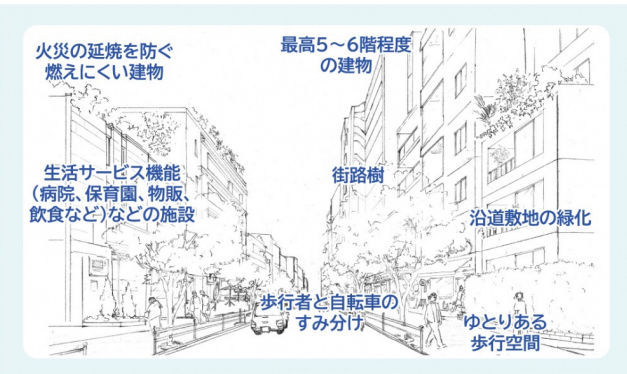 火災の延焼を防ぐ
燃えにくい建物
最高5~6階程度
の建物
生活サービス機能
(病院、保育園、物販、
飲食など)などの施設
街路樹
沿道敷地の緑化
歩行者と自転車の
すみ分け
ゆとりある
歩行空間